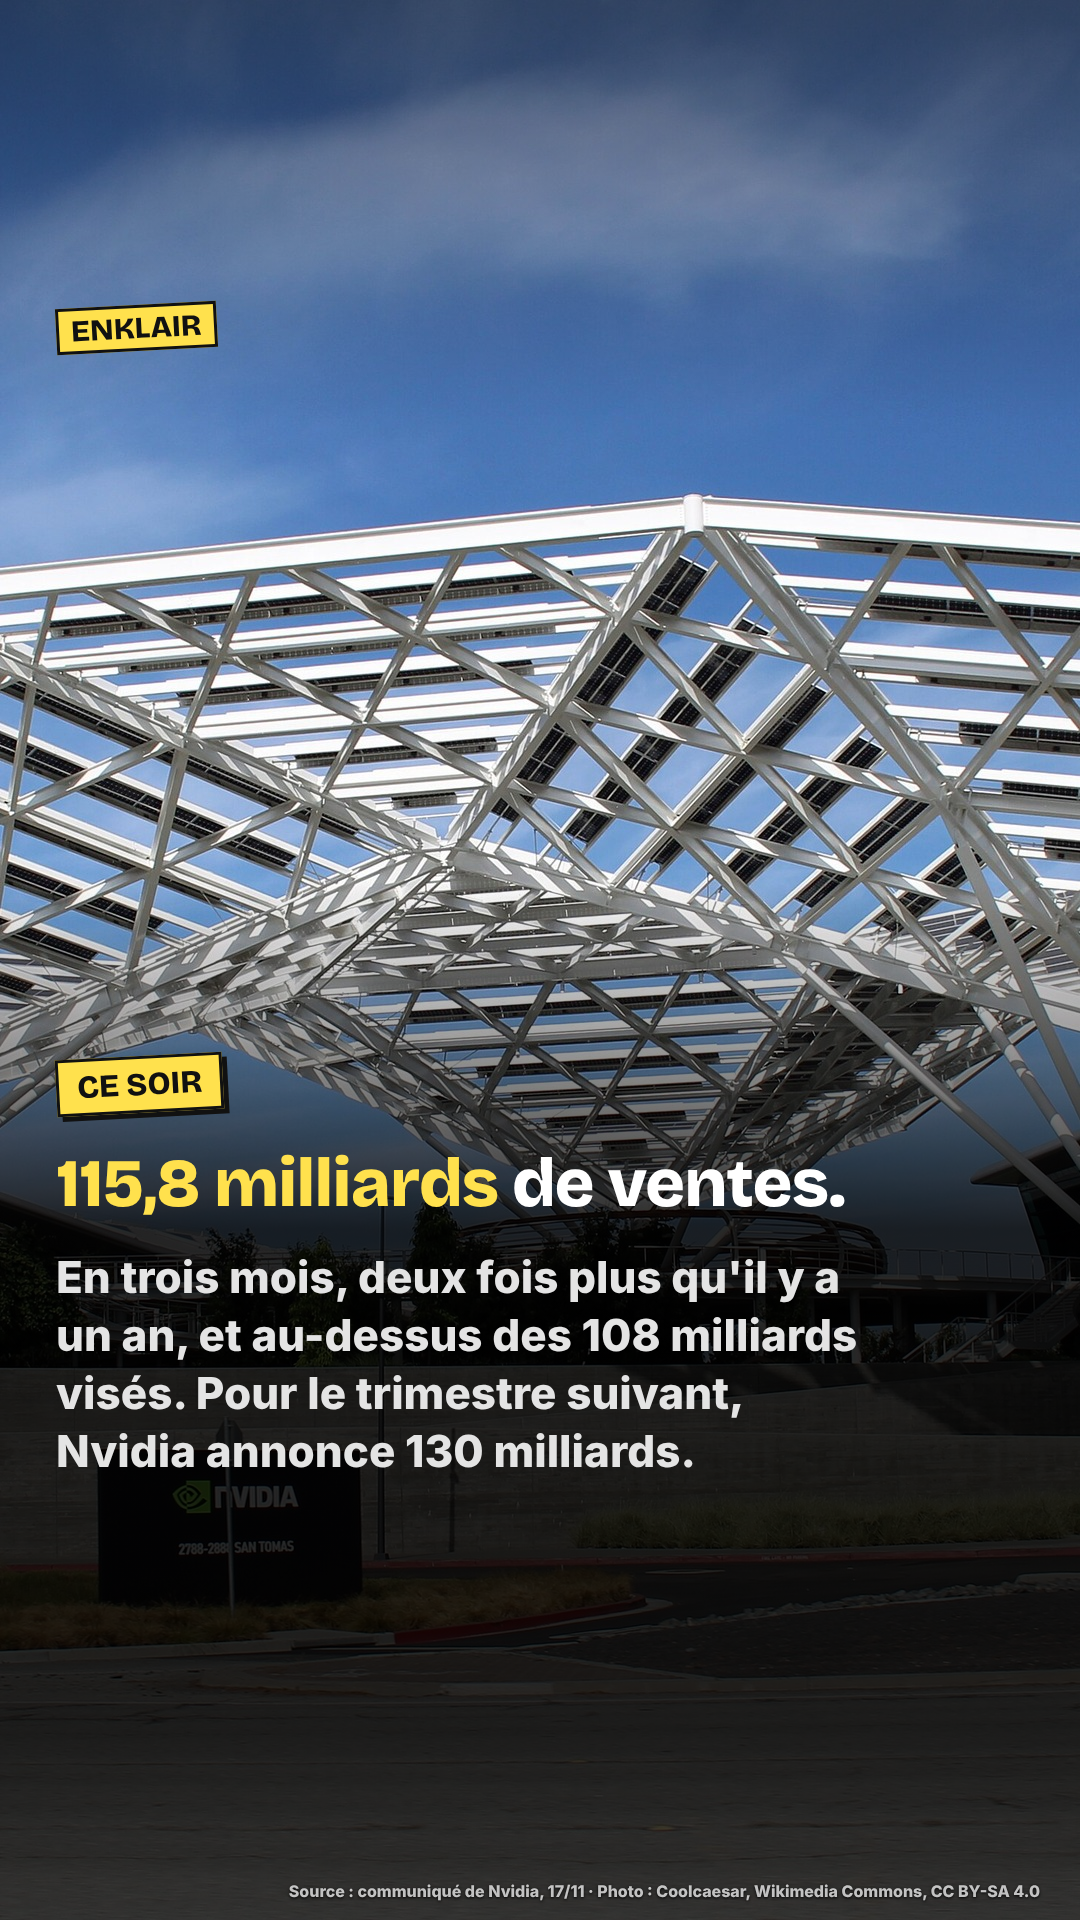 ENKLAIR
CE SOIR
115,8 milliards de ventes.
En trois mois, deux fois plus qu'il y a
un an, et au-dessus des 108 milliards
visés. Pour le trimestre suivant,
Nvidia annonce 130 milliards.
NVIDIA
2788-2888 SAN TOMAS
Source : communiqué de Nvidia, 17/11 · Photo : Coolcaesar, Wikimedia Commons, CC BY-SA 4.0